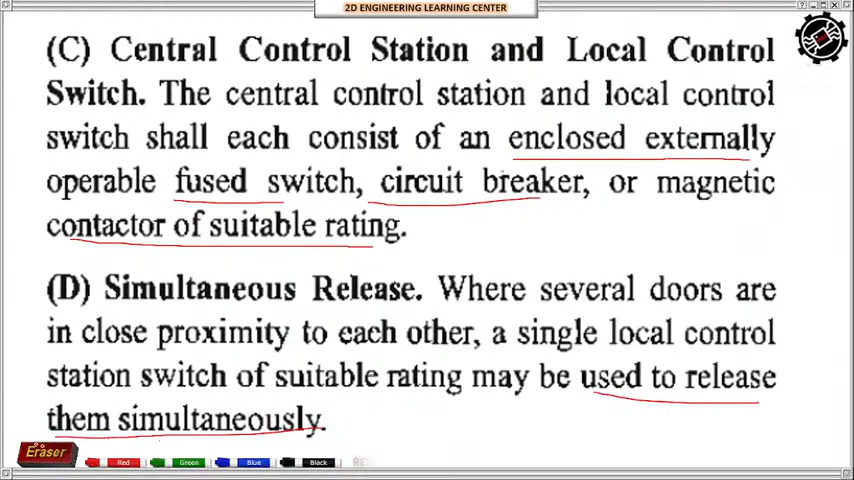 2D ENGINEERING LEARNING CENTER
(C) Central Control Station and Local Control
Switch. The central control station and local control
switch shall each consist of an enclosed externally
operable fused switch, circuit breaker, or magnetic
contactor of suitable rating.
(D) Simultaneous Release. Where several doors are
in close proximity to each other, a single local control
station switch of suitable rating may be used to release
them simultaneously.
Eraser Red Green Blue Black